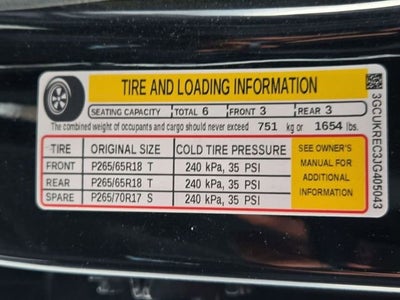 TIRE AND LOADING INFORMATION
SEATING CAPACITY TOTAL 6 FRONT 3 REAR 3
The combined weight of occupants and cargo should never exceed 751 kg or 1654 lbs.
TIRE ORIGINAL SIZE COLD TIRE PRESSURE
FRONT P265/65R18 T 240 kPa, 35 PSI
REAR P265/65R18 T 240 kPa, 35 PSI
SPARE P265/70R17 S 240 kPa, 35 PSI
SEE OWNER'S
MANUAL FOR
ADDITIONAL
INFORMATION
3GCUKREC3JG405043